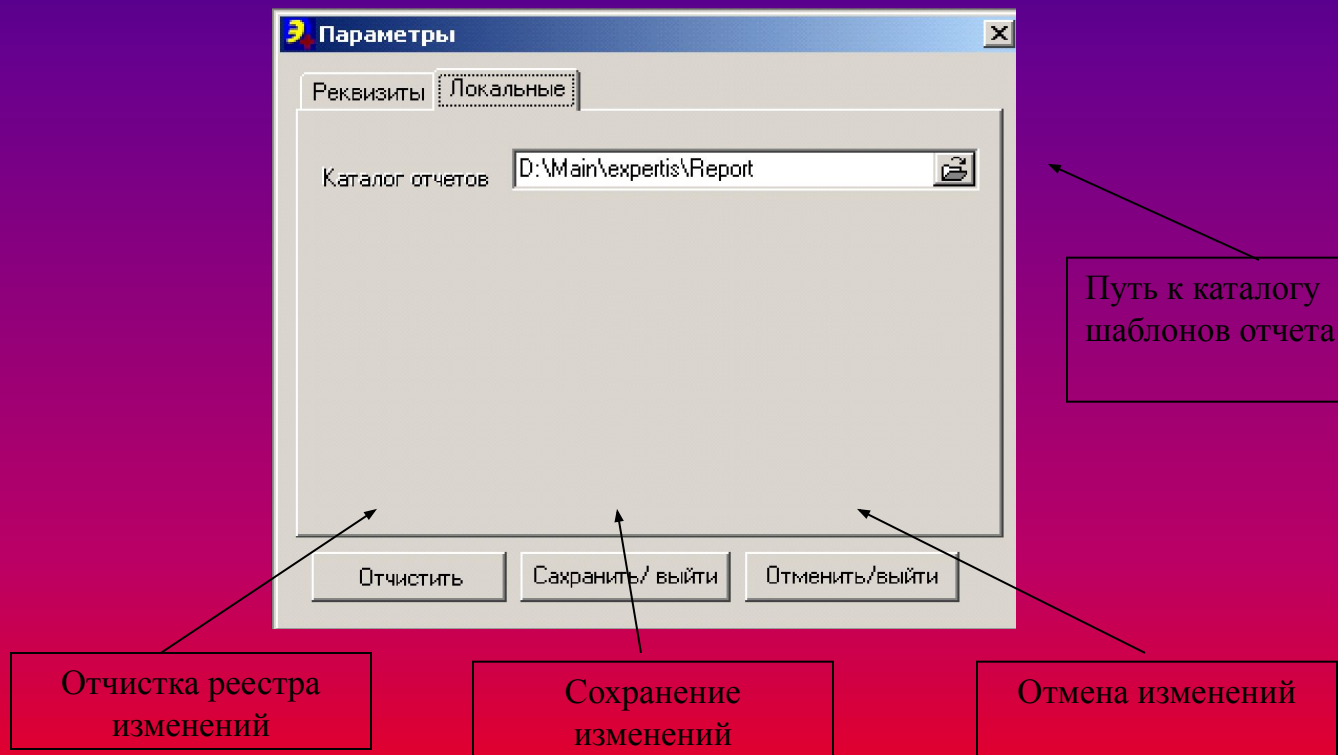 Параметры
Реквизиты Локальные
Каталог отчетов D:\Main\expertis\Report
Путь к каталогу
шаблонов отчета
Отчистить Сахранить/ выйти Отменить/выйти
Отчистка реестра
изменений
Сохранение
изменений
Отмена изменений